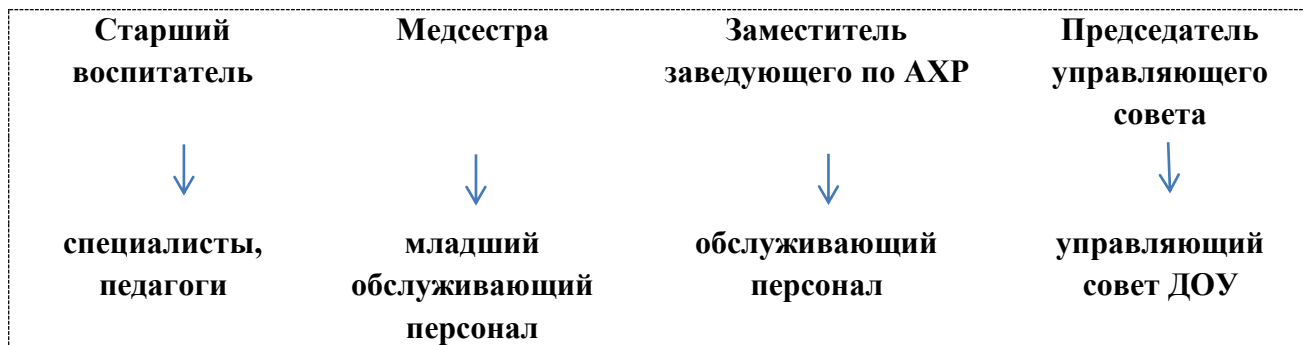 Старший
воспитатель
Медсестра
Заместитель
заведующего по АХР
Председатель
управляющего
совета
специалисты,
педагоги
младший
обслуживающий
персонал
обслуживающий
персонал
управляющий
совет ДОУ